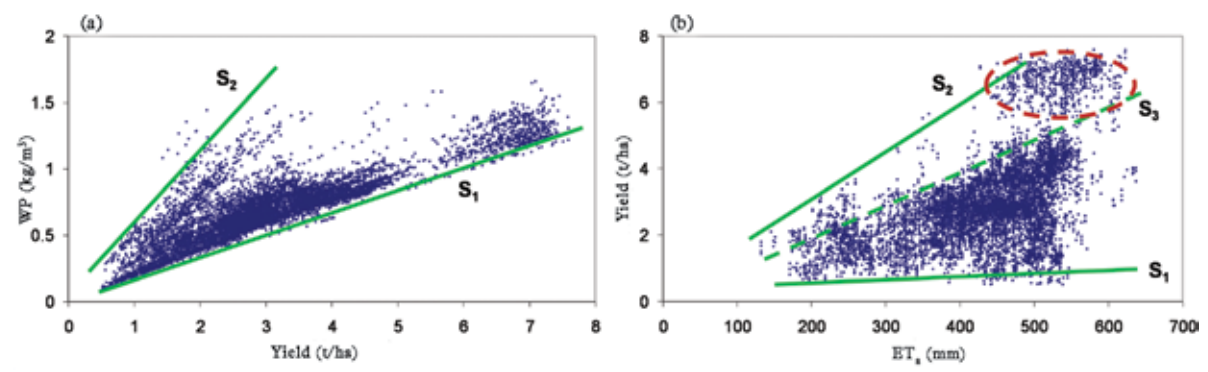 (a)
2
1.5
1
0.5
0
WP (kg/m³)
S₂
S₁
0 1 2 3 4 5 6 7 8
Yield (t/ha)
(b)
8
6
4
2
0
Yield (t/ha)
S₂
S₃
S₁
0 100 200 300 400 500 600 700
ETₐ (mm)